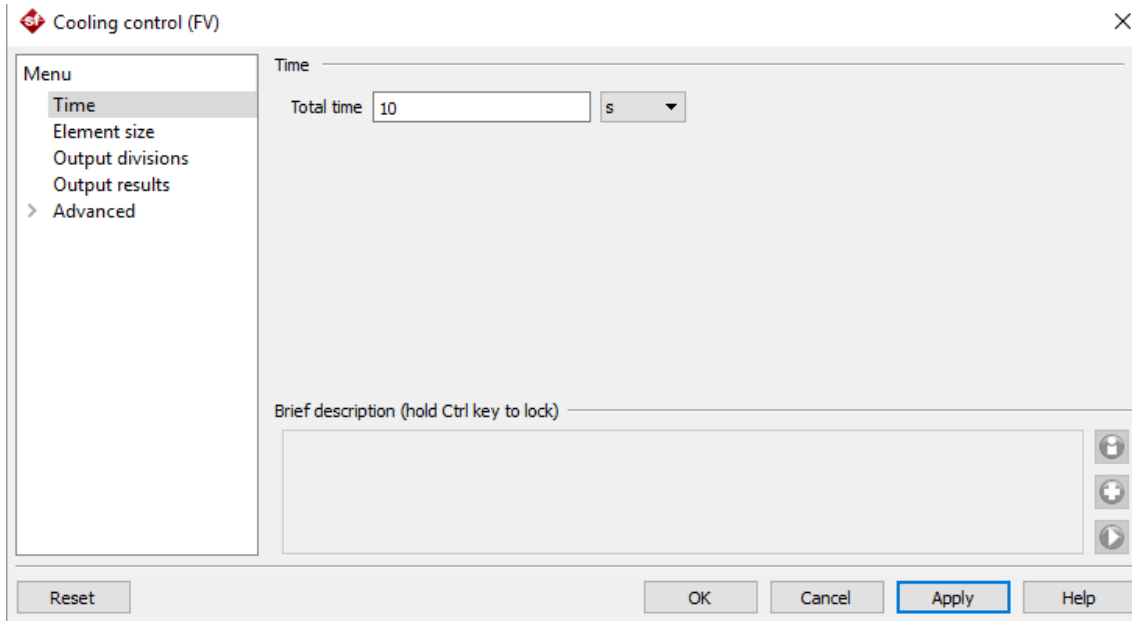 sf Cooling control (FV)
Menu
Time
Element size
Output divisions
Output results
Advanced
Time
Total time 10 s
Brief description (hold Ctrl key to lock)
Reset OK Cancel Apply Help